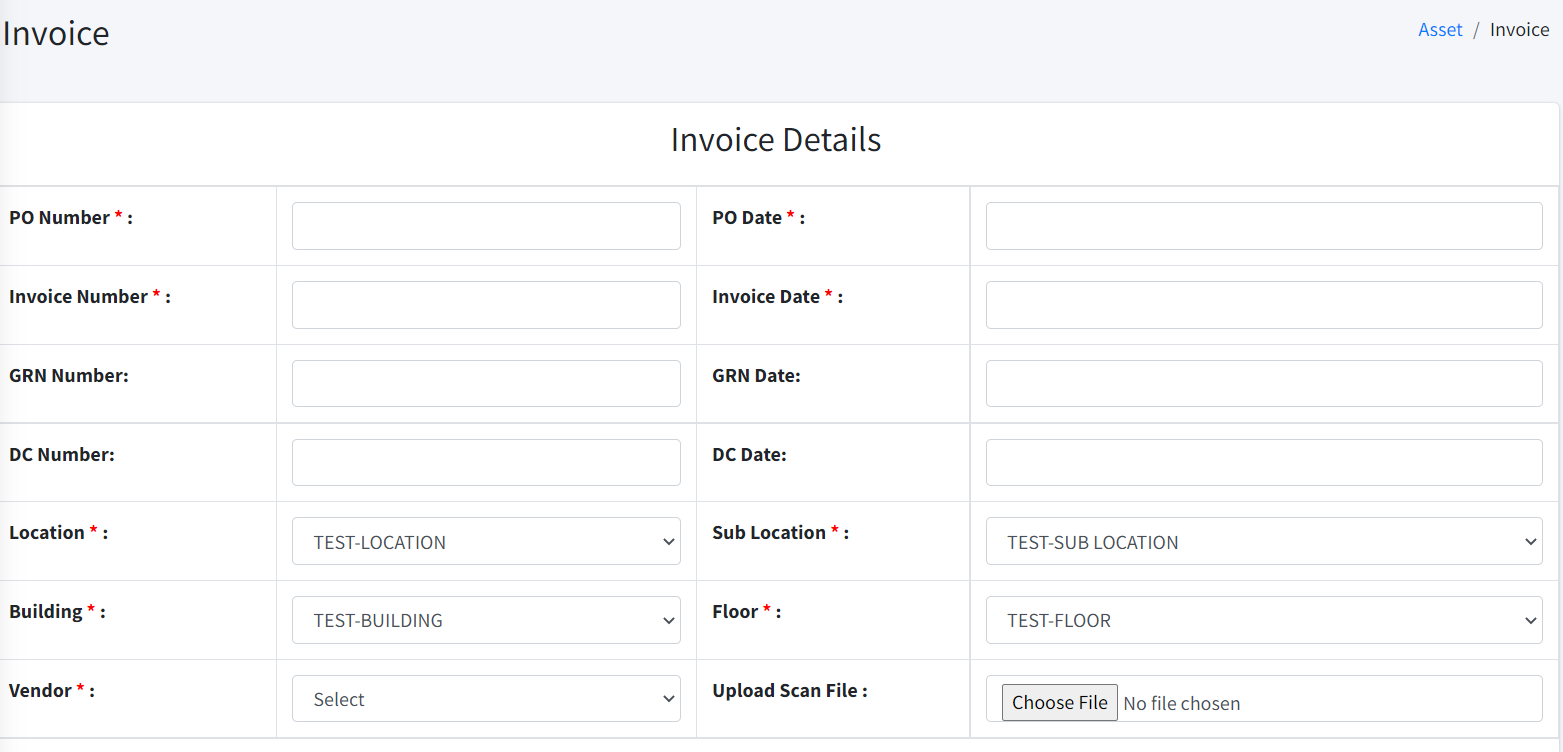 Invoice
Asset / Invoice
Invoice Details
PO Number * :
PO Date * :
Invoice Number * :
Invoice Date * :
GRN Number:
GRN Date:
DC Number:
DC Date:
Location * :
TEST-LOCATION
Sub Location * :
TEST-SUB LOCATION
Building * :
TEST-BUILDING
Floor * :
TEST-FLOOR
Vendor * :
Select
Upload Scan File :
Choose File No file chosen